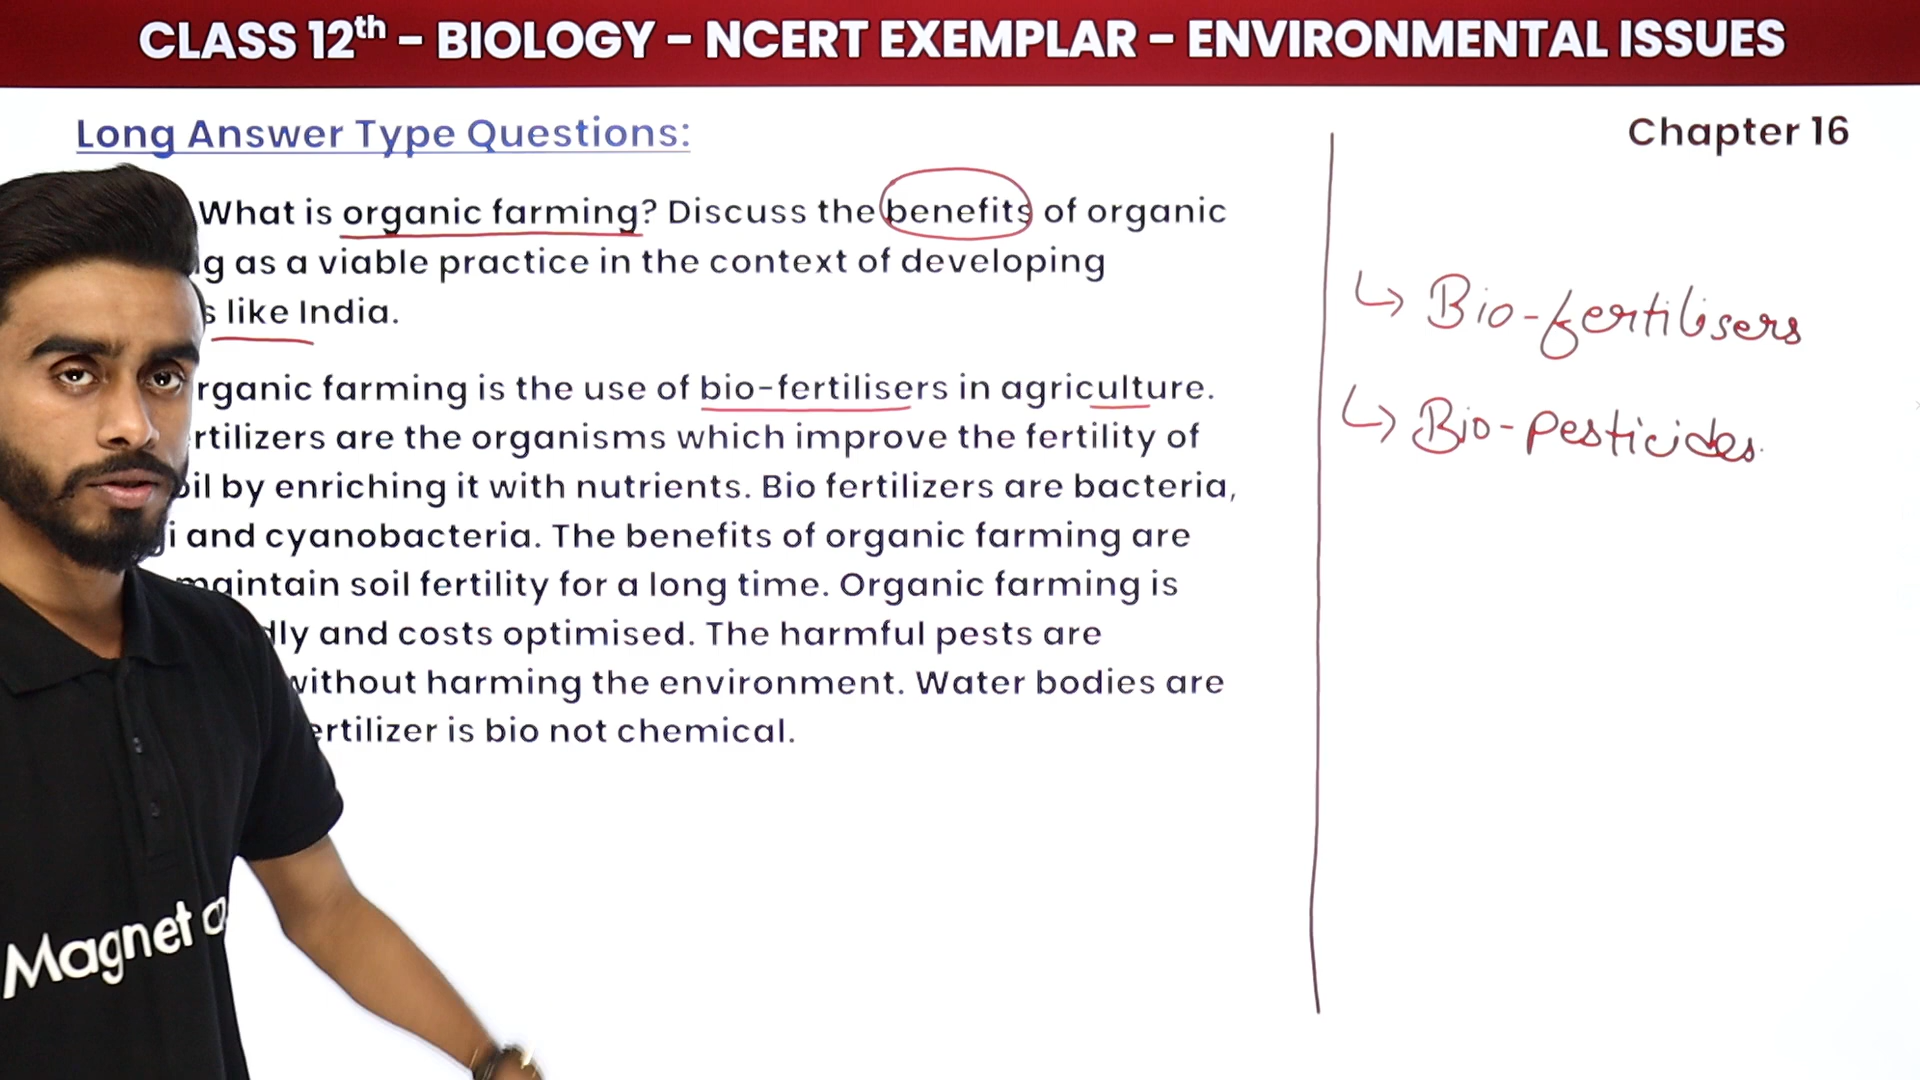 CLASS 12th – BIOLOGY – NCERT EXEMPLAR – ENVIRONMENTAL ISSUES
Long Answer Type Questions:
Chapter 16
What is organic farming? Discuss the benefits of organic
g as a viable practice in the context of developing
s like India.
rganic farming is the use of bio-fertilisers in agriculture.
rtilizers are the organisms which improve the fertility of
il by enriching it with nutrients. Bio fertilizers are bacteria,
i and cyanobacteria. The benefits of organic farming are
maintain soil fertility for a long time. Organic farming is
dly and costs optimised. The harmful pests are
without harming the environment. Water bodies are
ertilizer is bio not chemical.
↳ Bio-fertilisers
↳ Bio-pesticides.
Magnet